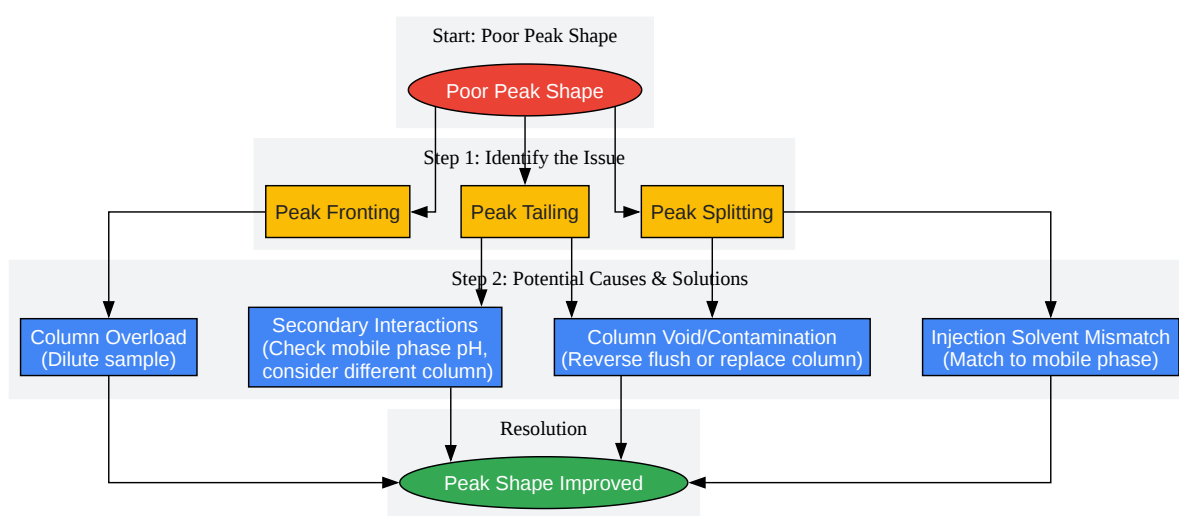 Start: Poor Peak Shape
Poor Peak Shape
Step 1: Identify the Issue
Peak Fronting
Peak Tailing
Peak Splitting
Step 2: Potential Causes & Solutions
Column Overload
(Dilute sample)
Secondary Interactions
(Check mobile phase pH,
consider different column)
Column Void/Contamination
(Reverse flush or replace column)
Injection Solvent Mismatch
(Match to mobile phase)
Resolution
Peak Shape Improved